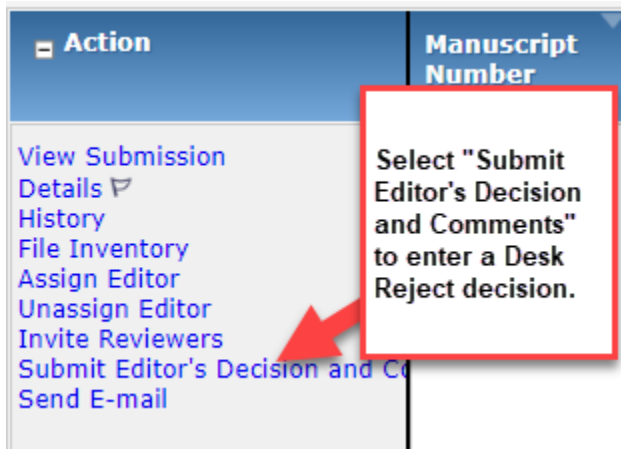 Action
Manuscript
Number
View Submission
Details
History
File Inventory
Assign Editor
Unassign Editor
Invite Reviewers
Submit Editor's Decision and
Send E-mail
Select "Submit
Editor's Decision
and Comments"
to enter a Desk
Reject decision.